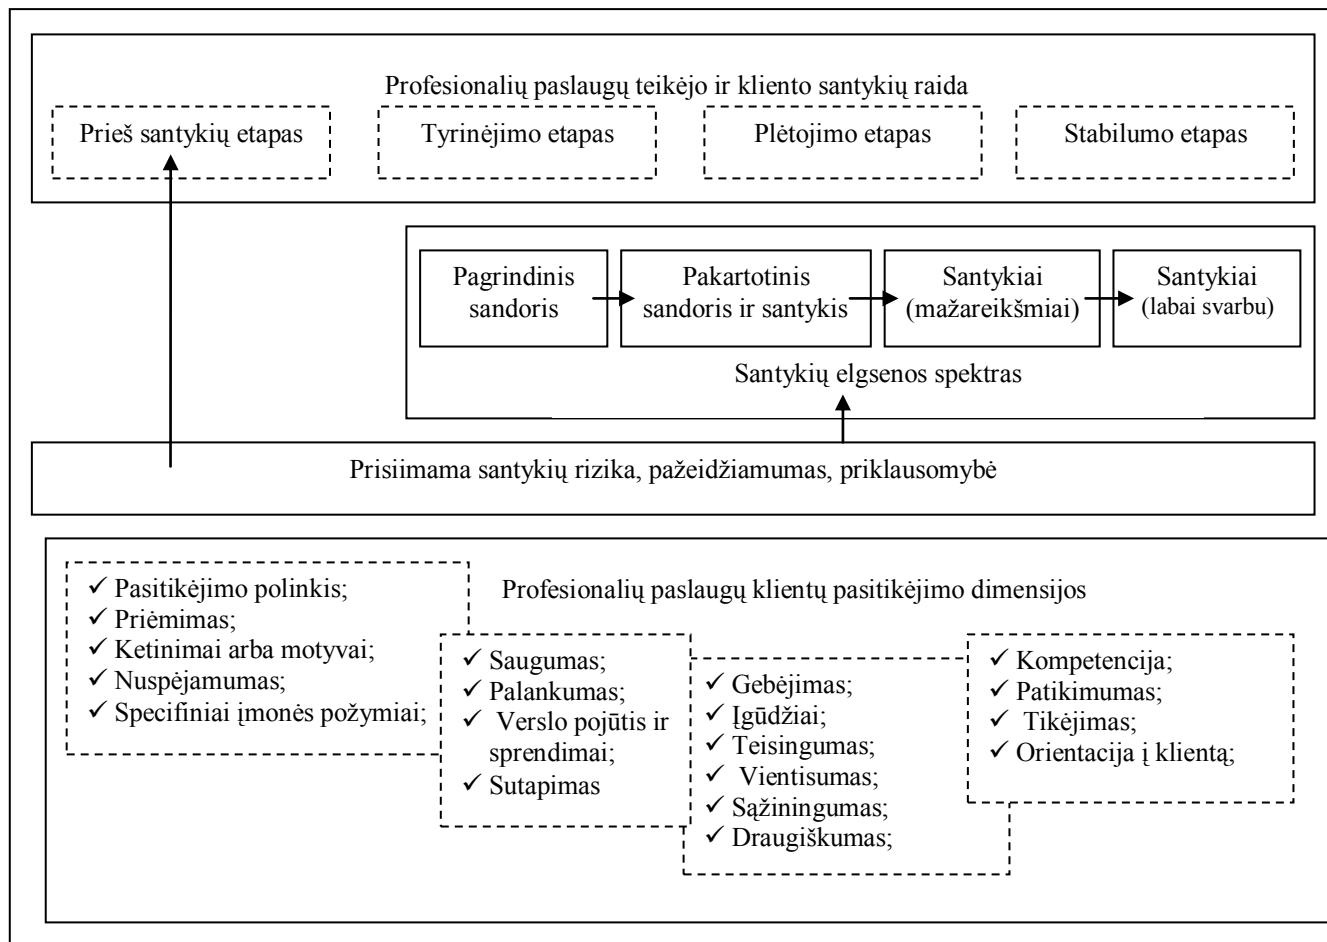 Profesionalių paslaugų teikėjo ir kliento santykių raida
Prieš santykių etapas
Tyrinėjimo etapas
Plėtojimo etapas
Stabilumo etapas
Pagrindinis
sandoris
Pakartotinis
sandoris ir santykis
Santykiai
(mažareikšmiai)
Santykiai
(labai svarbu)
Santykių elgsenos spektras
Prisiimama santykių rizika, pažeidžiamumas, priklausomybė
Profesionalių paslaugų klientų pasitikėjimo dimensijos
✓ Pasitikėjimo polinkis;
✓ Priėmimas;
✓ Ketinimai arba motyvai;
✓ Nuspėjamumas;
✓ Specifiniai įmonės požymiai;
✓ Saugumas;
✓ Palankumas;
✓ Verslo pojūtis ir
sprendimai;
✓ Sutapimas
✓ Gebėjimas;
✓ Įgūdžiai;
✓ Teisingumas;
✓ Vientisumas;
✓ Sąžiningumas;
✓ Draugiškumas;
✓ Kompetencija;
✓ Patikimumas;
✓ Tikėjimas;
✓ Orientacija į klientą;